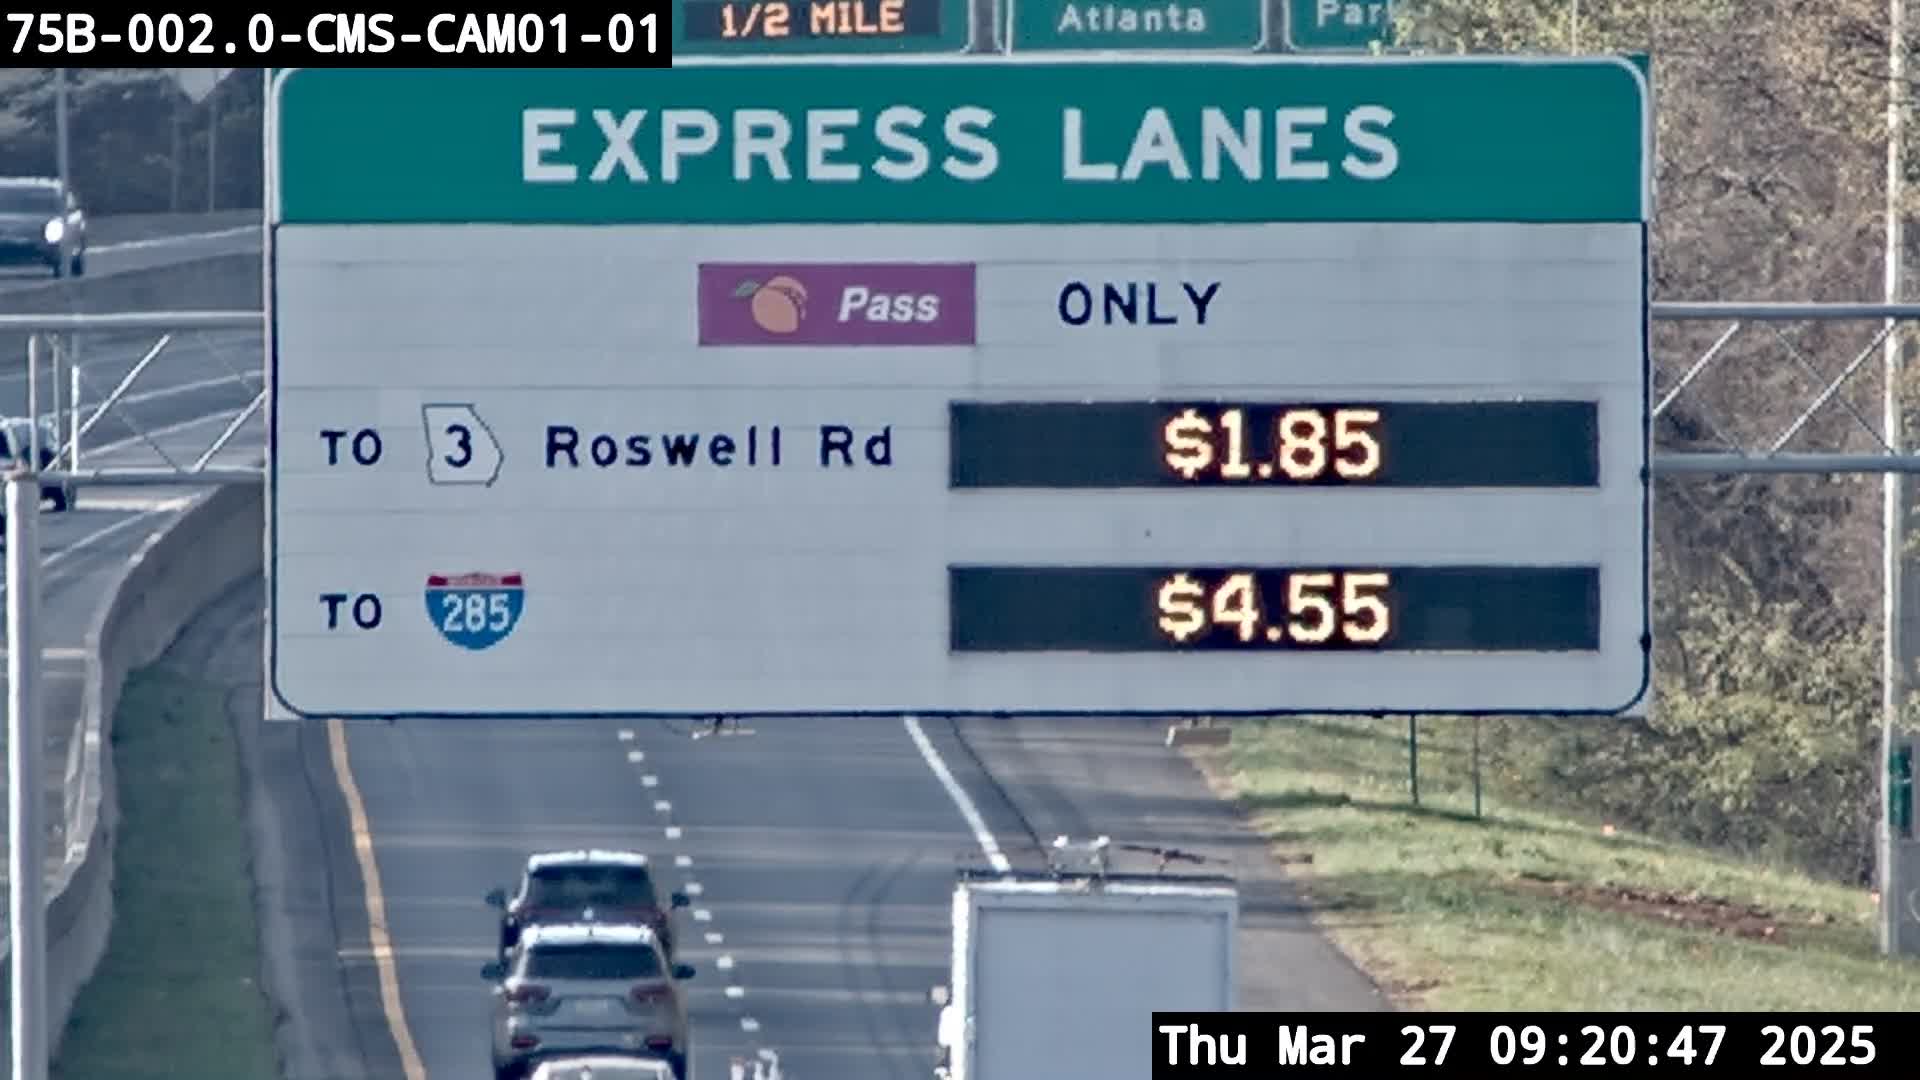 75B-002.0-CMS-CAM01-01
1/2 MILE
Atlanta
EXPRESS LANES
Pass ONLY
TO 3 Roswell Rd $1.85
TO 285 $4.55
Thu Mar 27 09:20:47 2025